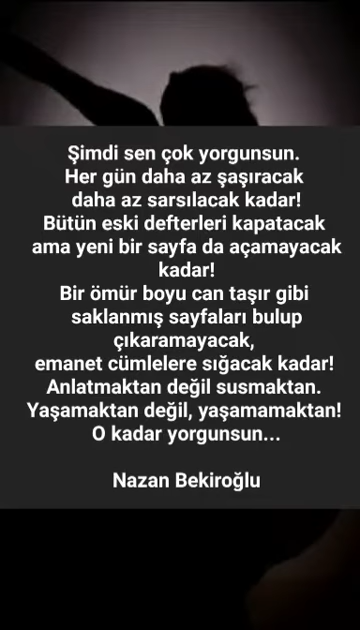 Şimdi sen çok yorgunsun.
Her gün daha az şaşıracak
daha az sarsılacak kadar!
Bütün eski defterleri kapatacak
ama yeni bir sayfa da açamayacak
kadar!
Bir ömür boyu can taşır gibi
saklanmış sayfaları bulup
çıkaramayacak,
emanet cümlelere sığacak kadar!
Anlatmaktan değil susmaktan.
Yaşamaktan değil, yaşamamaktan!
O kadar yorgunsun...
Nazan Bekiroğlu